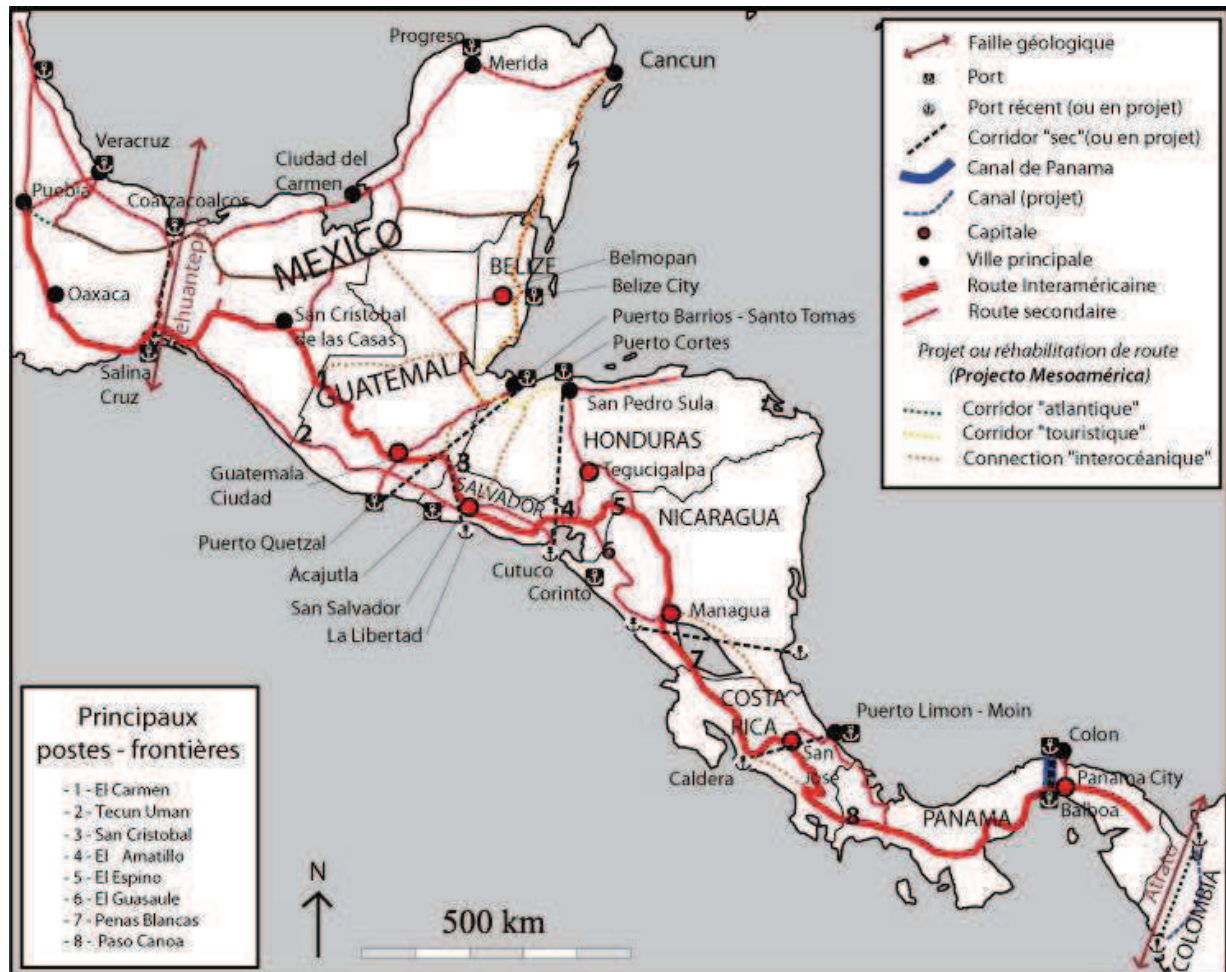 Progreso
Merida
Cancun
Veracruz
Ciudad del
Carmen
Puebla
Coatzacoalcos
Tehuantepec
MEXICO
Oaxaca
BELIZE
Belmopan
Belize City
San Cristobal
de las Casas
Puerto Barrios - Santo Tomas
Puerto Cortes
Salina
Cruz
1
GUATEMALA
San Pedro Sula
HONDURAS
2
Tegucigalpa
Guatemala
Ciudad
3
SALVADOR
4
5
NICARAGUA
Puerto Quetzal
6
Acajutla
Cutuco
Corinto
San Salvador
Managua
La Libertad
7
COSTA
RICA
Puerto Limon - Moin
San
José
Colon
Caldera
Panama City
8
PANAMA
Balboa
Atrato
COLOMBIA
Faille géologique
Port
Port récent (ou en projet)
Corridor "sec"(ou en projet)
Canal de Panama
Canal (projet)
Capitale
Ville principale
Route Interaméricaine
Route secondaire
Projet ou réhabilitation de route
(Projecto Mesoamérica)
Corridor "atlantique"
Corridor "touristique"
Connection "interocéanique"
Principaux
postes - frontières
- 1 - El Carmen
- 2 - Tecun Uman
- 3 - San Cristobal
- 4 - El Amatillo
- 5 - El Espino
- 6 - El Guasaule
- 7 - Penas Blancas
- 8 - Paso Canoa
N
500 km